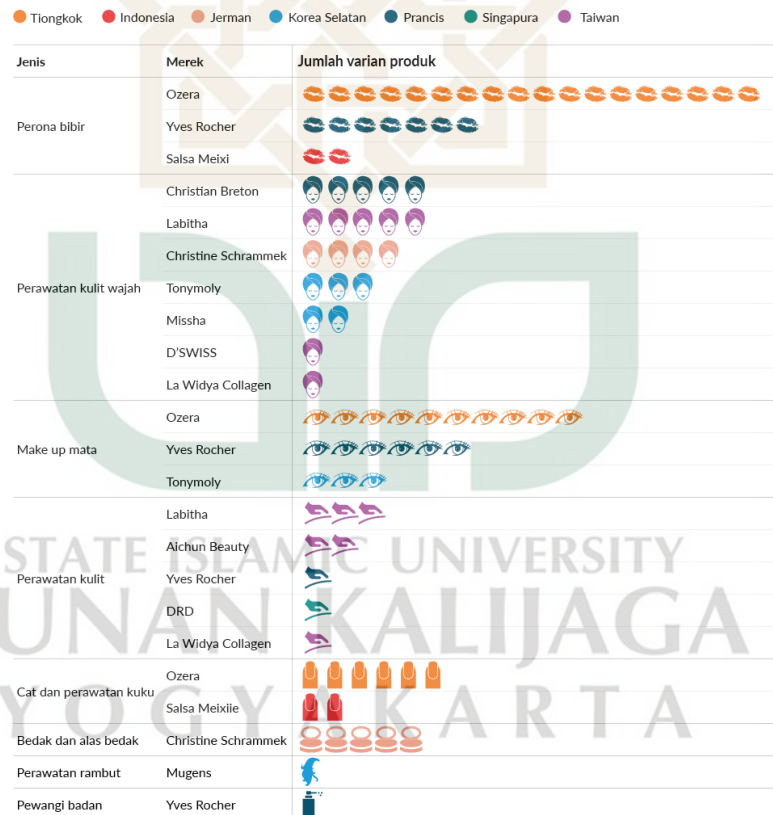 Tiongkok Indonesia Jerman Korea Selatan Prancis Singapura Taiwan
Jenis Merek Jumlah varian produk
Perona bibir
Ozera
Yves Rocher
Salsa Meixi
Perawatan kulit wajah
Christian Breton
Labitha
Christine Schrammek
Tonymoly
Missha
D'SWISS
La Widya Collagen
Make up mata
Ozera
Yves Rocher
Tonymoly
Perawatan kulit
Labitha
Aichun Beauty
Yves Rocher
DRD
La Widya Collagen
Cat dan perawatan kuku
Ozera
Salsa Meixiie
Bedak dan alas bedak Christine Schrammek
Perawatan rambut Mugens
Pewangi badan Yves Rocher
STATE ISLAMIC UNIVERSITY
SUNAN KALIJAGA
YOGYAKARTA